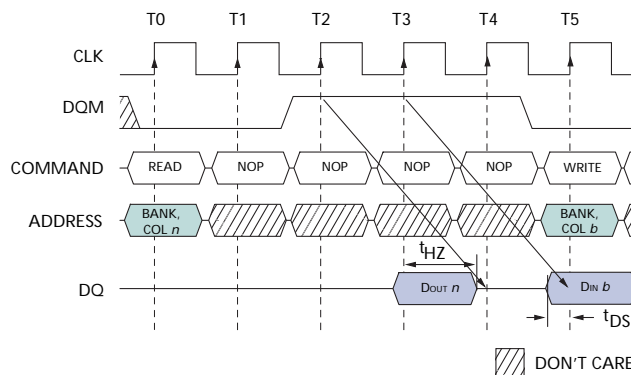 T0 T1 T2 T3 T4 T5
CLK
DQM
COMMAND READ NOP NOP NOP NOP WRITE
ADDRESS BANK, COL n BANK, COL b
tHZ
DQ DOUT n DIN b
tDS
DON'T CARE